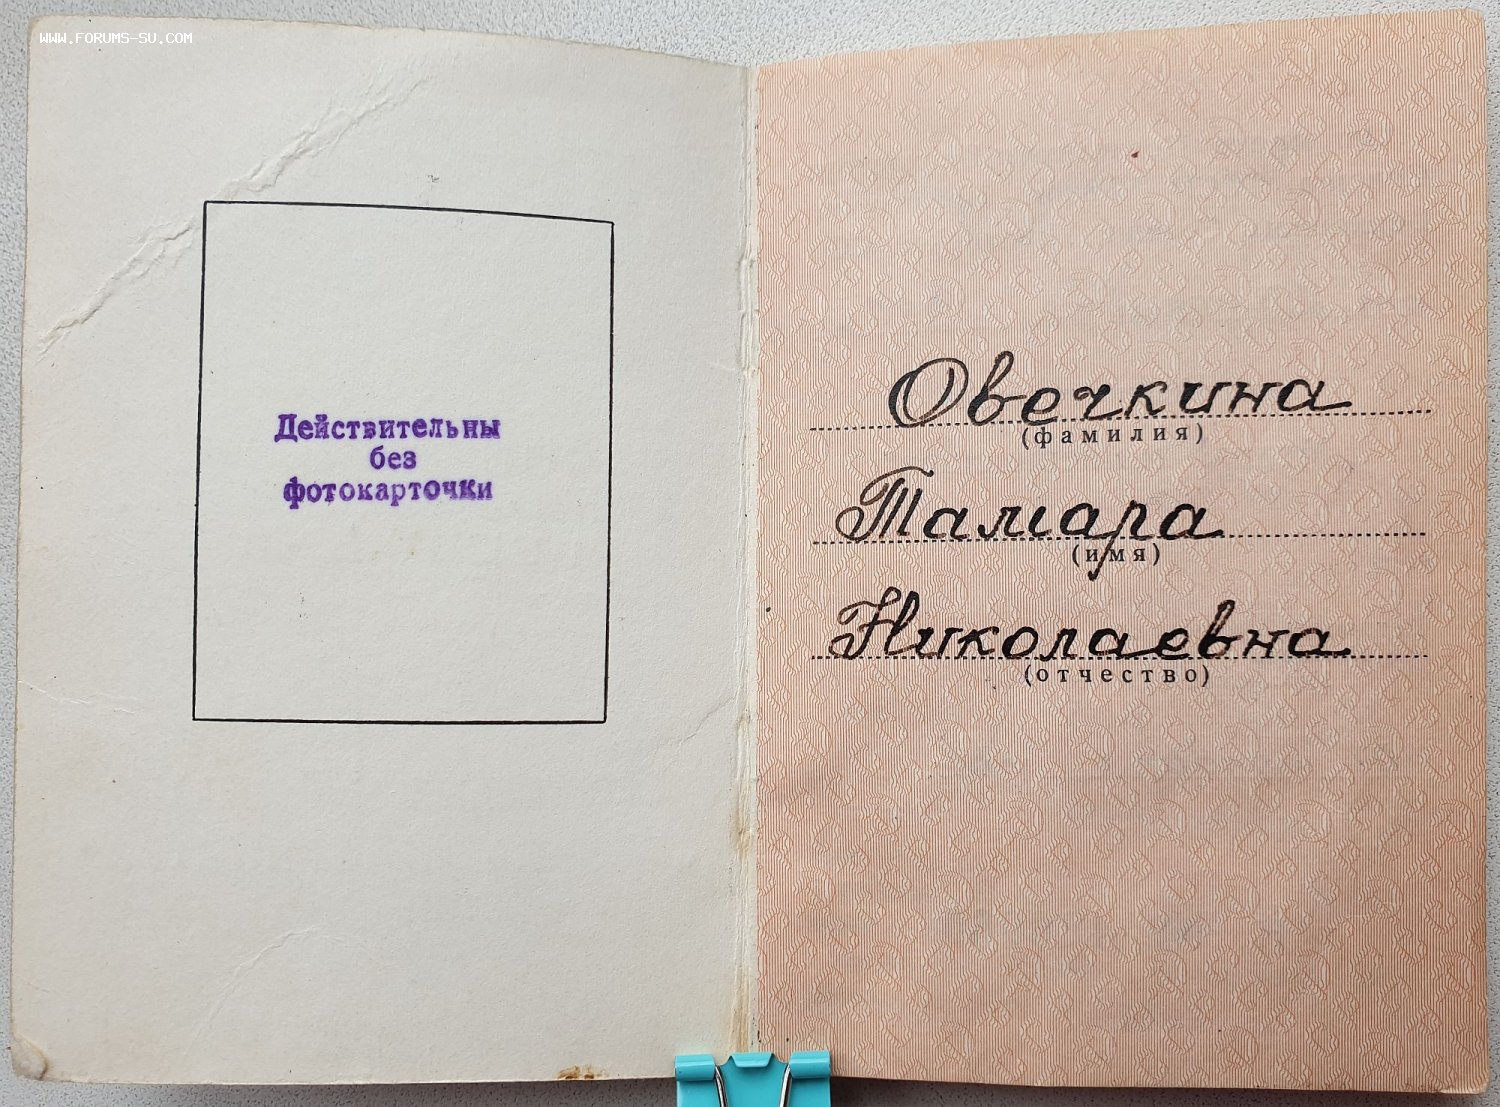 WWW.FORUMS-SU.COM
Действительны
без
фотокарточки
Овечкина
(фамилия)
Тамара
(имя)
Николаевна
(отчество)